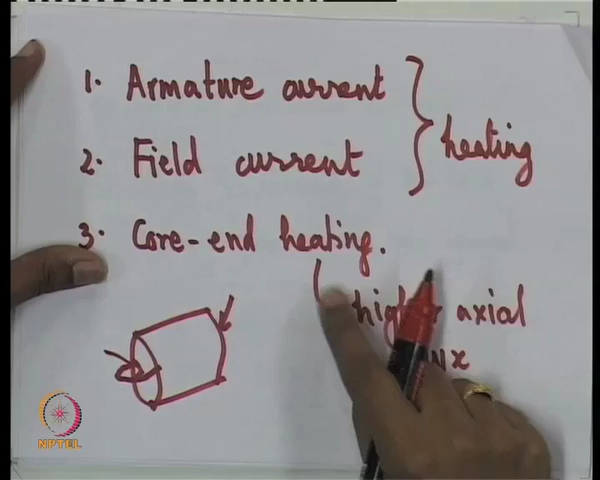 1. Armature current
2. Field current
heating
3. Core-end heating.
axial
NPTEL